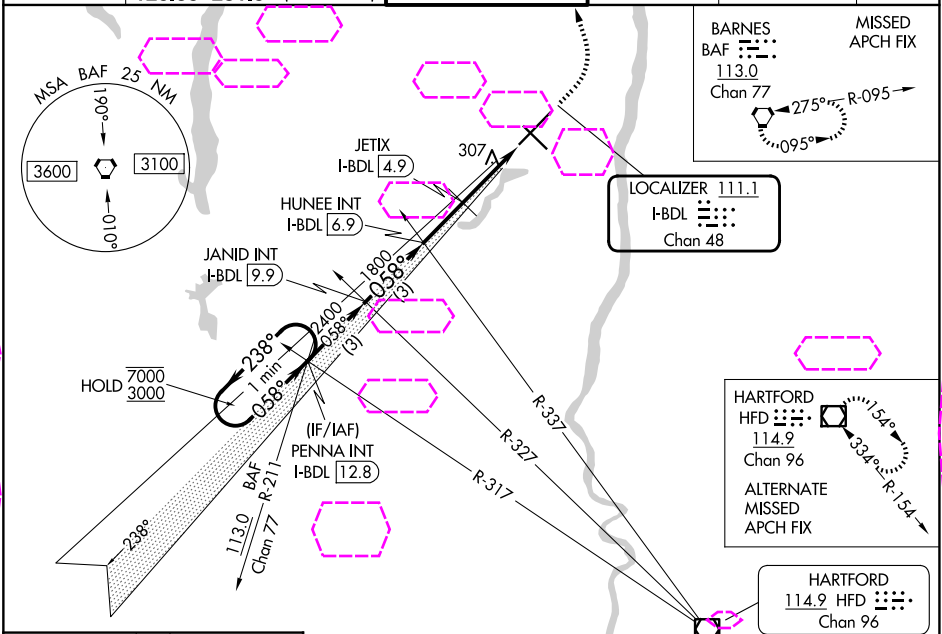 MSA BAF 25 NM
190°
3600
3100
010°
BARNES
BAF
113.0
Chan 77
MISSED
APCH FIX
275°
R-095
095°
JETIX
I-BDL 4.9
307
HUNEE INT
I-BDL 6.9
LOCALIZER 111.1
I-BDL
Chan 48
JANID INT
I-BDL 9.9
1800
058°
(3)
2400
058°
(3)
238°
1 min
058°
HOLD 7000
3000
(IF/IAF)
PENNA INT
I-BDL 12.8
BAF
R-211
113.0
Chan 77
238°
R-337
R-327
R-317
HARTFORD
HFD
114.9
Chan 96
154°
334°
R-154
ALTERNATE
MISSED
APCH FIX
HARTFORD
114.9 HFD
Chan 96